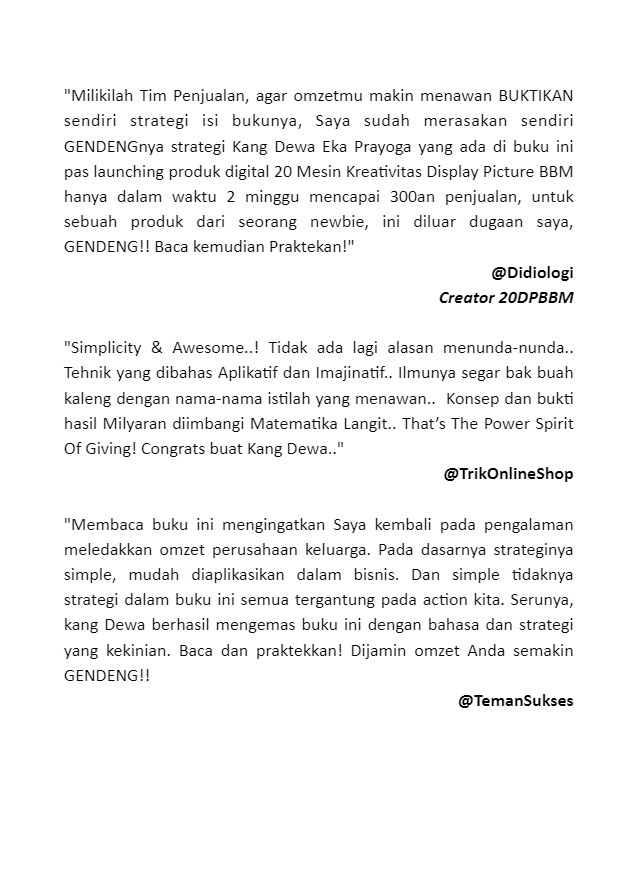 "Milikilah Tim Penjualan, agar omzetmu makin menawan BUKTIKAN
sendiri strategi isi bukunya, Saya sudah merasakan sendiri
GENDENGnya strategi Kang Dewa Eka Prayoga yang ada di buku ini
pas launching produk digital 20 Mesin Kreativitas Display Picture BBM
hanya dalam waktu 2 minggu mencapai 300an penjualan, untuk
sebuah produk dari seorang newbie, ini diluar dugaan saya,
GENDENG!! Baca kemudian Praktekan!"
@Didiologi
Creator 20DPBBM
"Simplicity & Awesome..! Tidak ada lagi alasan menunda-nunda..
Tehnik yang dibahas Aplikatif dan Imajinatif.. Ilmunya segar bak buah
kaleng dengan nama-nama istilah yang menawan..  Konsep dan bukti
hasil Milyaran diimbangi Matematika Langit.. That’s The Power Spirit
Of Giving! Congrats buat Kang Dewa.."
@TrikOnlineShop
"Membaca buku ini mengingatkan Saya kembali pada pengalaman
meledakkan omzet perusahaan keluarga. Pada dasarnya strateginya
simple, mudah diaplikasikan dalam bisnis. Dan simple tidaknya
strategi dalam buku ini semua tergantung pada action kita. Serunya,
kang Dewa berhasil mengemas buku ini dengan bahasa dan strategi
yang kekinian. Baca dan praktekkan! Dijamin omzet Anda semakin
GENDENG!!
@TemanSukses